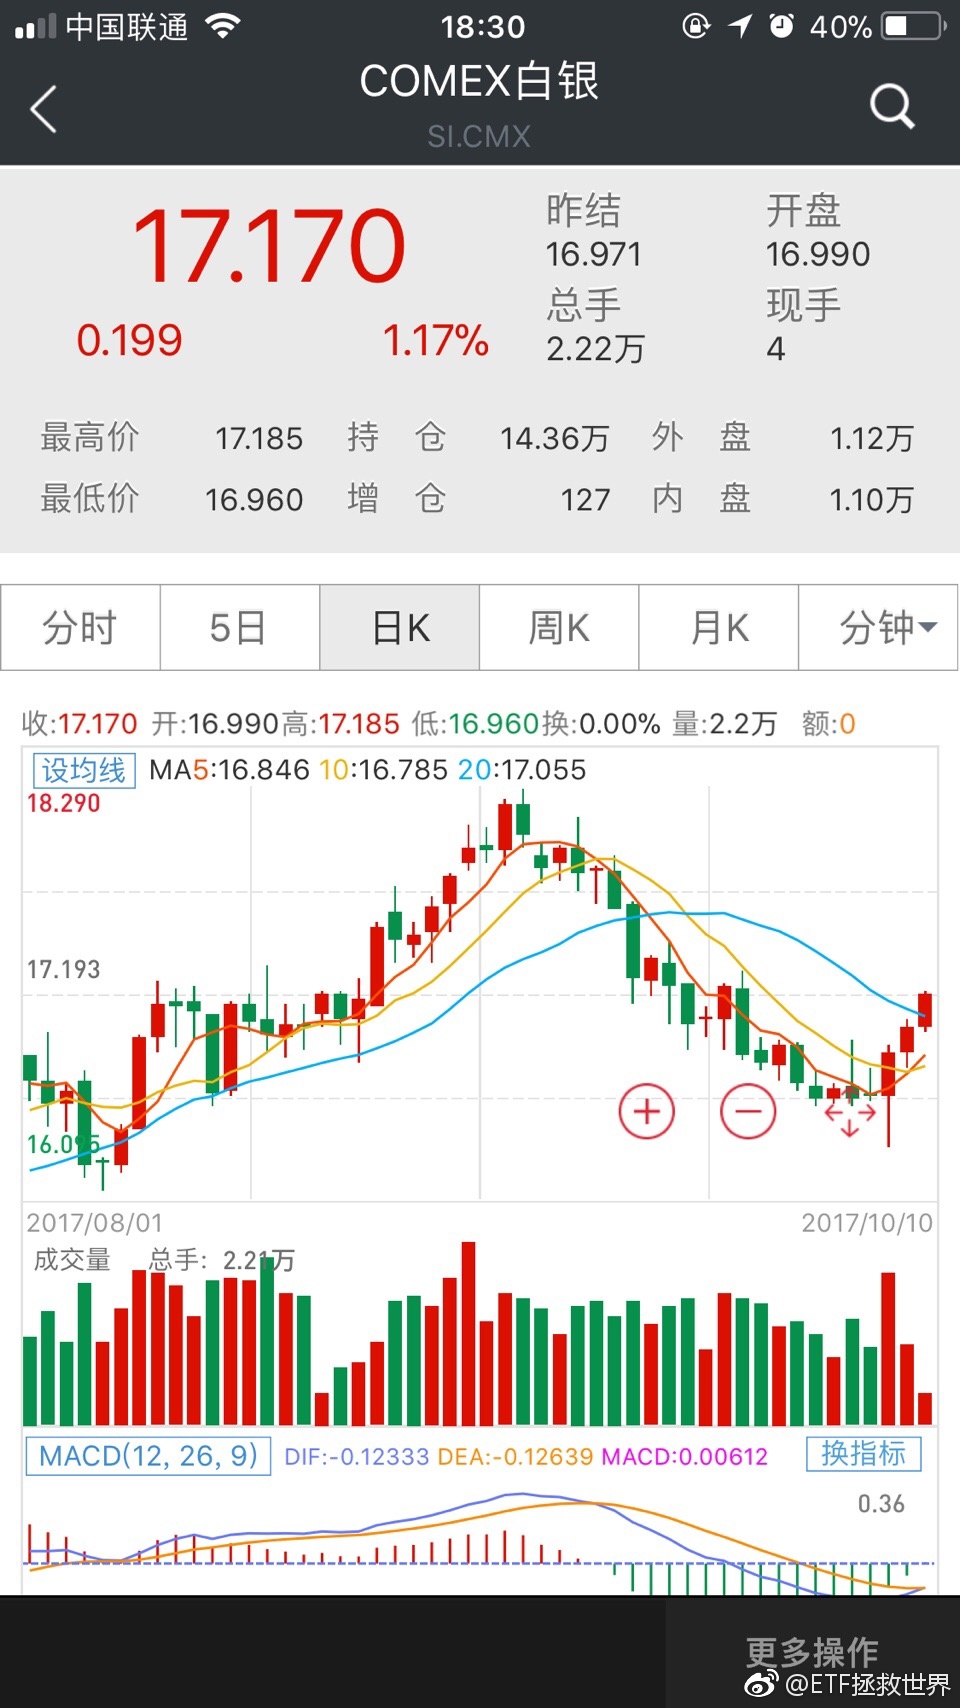 中国联通 18:30 40%
COMEX白银
SI.CMX
17.170
0.199 1.17%
昨结 开盘
16.971 16.990
总手 现手
2.22万 4
最高价 17.185 持仓 14.36万 外盘 1.12万
最低价 16.960 增仓 127 内盘 1.10万
分时 5日 日K 周K 月K 分钟
收:17.170 开:16.990 高:17.185 低:16.960 换:0.00% 量:2.2万 额:0
设均线 MA5:16.846 10:16.785 20:17.055
18.290
17.193
16.095
2017/08/01 2017/10/10
成交量 总手: 2.21万
MACD(12, 26, 9) DIF:-0.12333 DEA:-0.12639 MACD:0.00612 换指标
0.36
更多操作
@ETF拯救世界